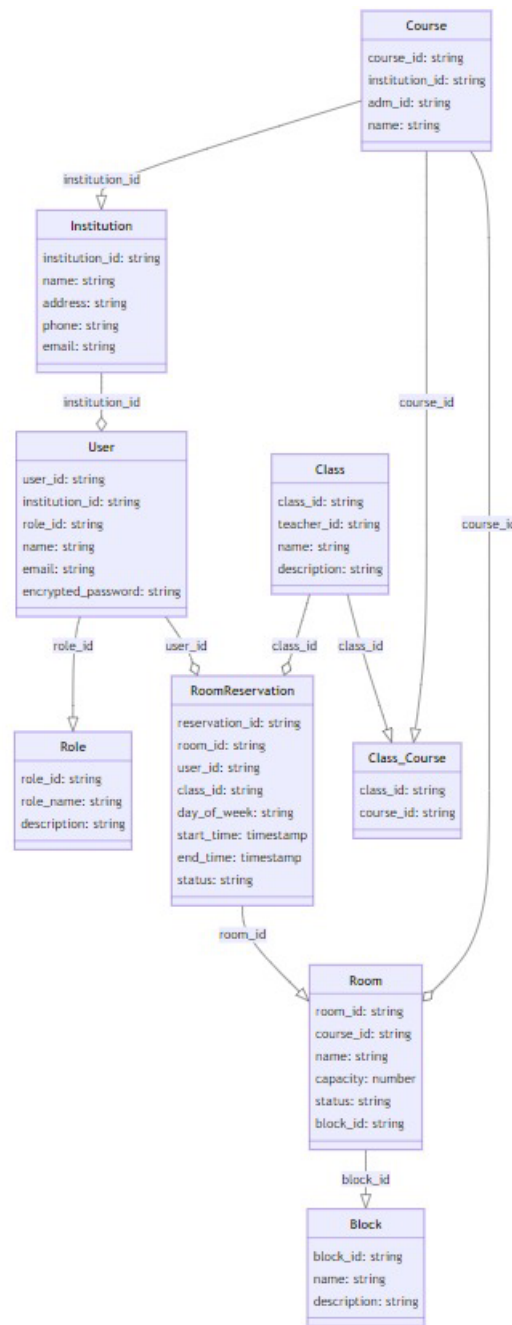 Course
course_id: string
institution_id: string
adm_id: string
name: string
institution_id
Institution
institution_id: string
name: string
address: string
phone: string
email: string
institution_id
course_id
course_id
User
user_id: string
institution_id: string
role_id: string
name: string
email: string
encrypted_password: string
Class
class_id: string
teacher_id: string
name: string
description: string
role_id
user_id
class_id
class_id
Role
role_id: string
role_name: string
description: string
RoomReservation
reservation_id: string
room_id: string
user_id: string
class_id: string
day_of_week: string
start_time: timestamp
end_time: timestamp
status: string
Class_Course
class_id: string
course_id: string
room_id
Room
room_id: string
course_id: string
name: string
capacity: number
status: string
block_id: string
block_id
Block
block_id: string
name: string
description: string